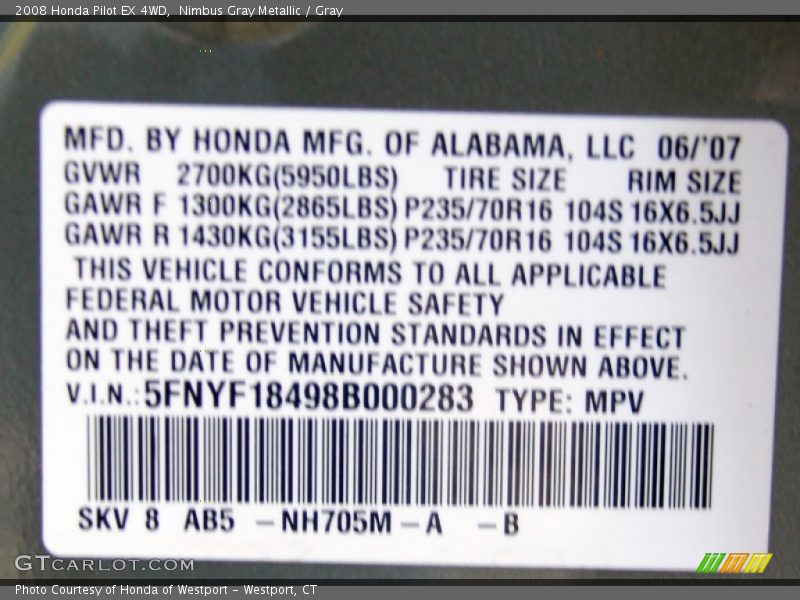 2008 Honda Pilot EX 4WD,  Nimbus Gray Metallic / Gray
MFD. BY HONDA MFG. OF ALABAMA, LLC 06/'07
GVWR 2700KG(5950LBS) TIRE SIZE RIM SIZE
GAWR F 1300KG(2865LBS) P235/70R16 104S 16X6.5JJ
GAWR R 1430KG(3155LBS) P235/70R16 104S 16X6.5JJ
THIS VEHICLE CONFORMS TO ALL APPLICABLE
FEDERAL MOTOR VEHICLE SAFETY
AND THEFT PREVENTION STANDARDS IN EFFECT
ON THE DATE OF MANUFACTURE SHOWN ABOVE.
V.I.N.:5FNYF18498B000283 TYPE: MPV
SKV 8 AB5 -NH705M-A -B
GTCARLOT.COM
Photo Courtesy of Honda of Westport - Westport, CT